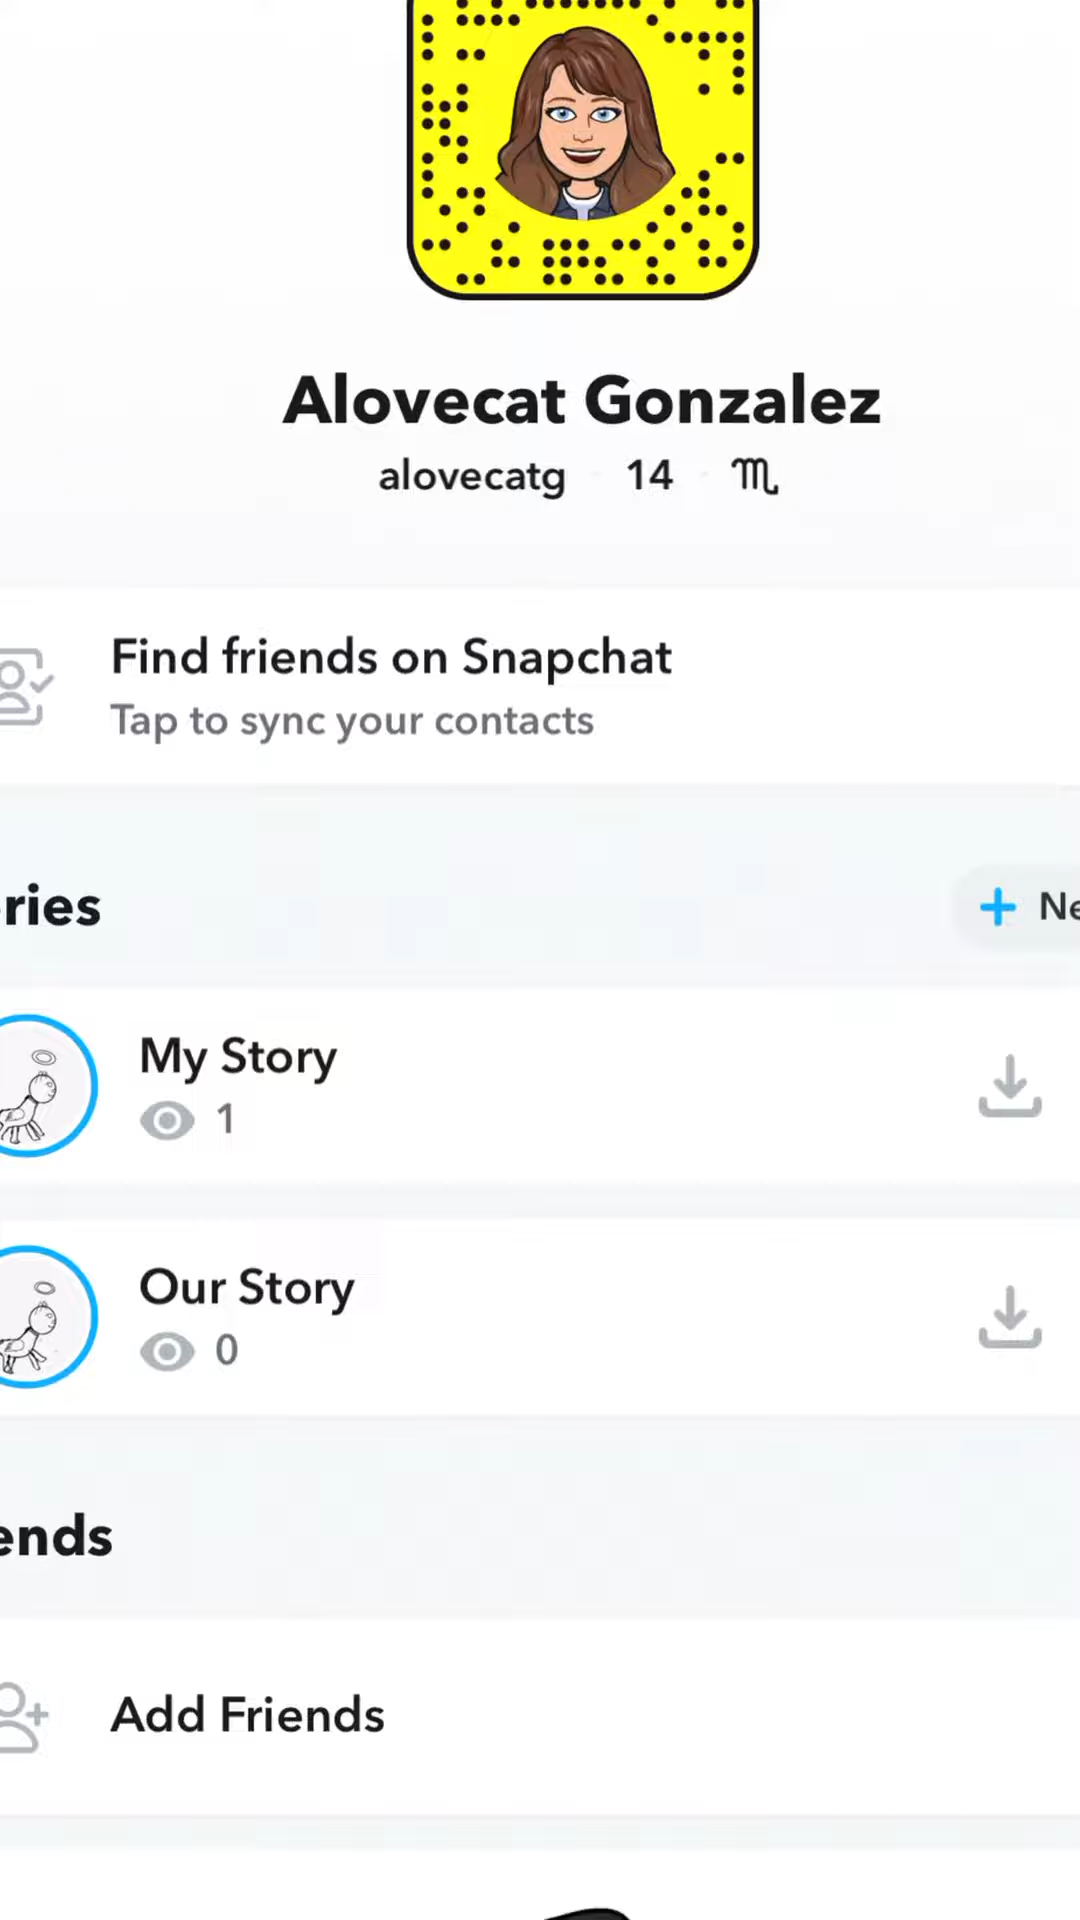 Alovecat Gonzalez
alovecatg 14 ♏
Find friends on Snapchat
Tap to sync your contacts
ries
Ne
My Story
1
Our Story
0
ends
Add Friends